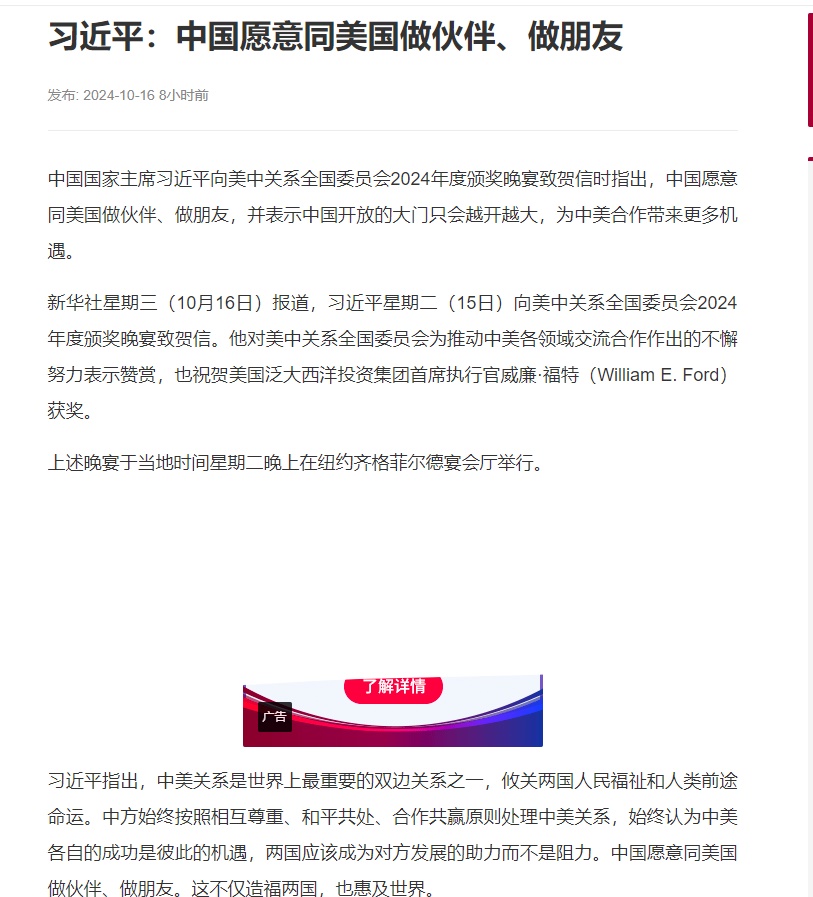 习近平：中国愿意同美国做伙伴、做朋友
发布: 2024-10-16 8小时前
中国国家主席习近平向美中关系全国委员会2024年度颁奖晚宴致贺信时指出，中国愿意
同美国做伙伴、做朋友，并表示中国开放的大门只会越开越大，为中美合作带来更多机
遇。
新华社星期三（10月16日）报道，习近平星期二（15日）向美中关系全国委员会2024
年度颁奖晚宴致贺信。他对美中关系全国委员会为推动中美各领域交流合作作出的不懈
努力表示赞赏，也祝贺美国泛大西洋投资集团首席执行官威廉·福特（William E. Ford）
获奖。
上述晚宴于当地时间星期二晚上在纽约齐格菲尔德宴会厅举行。
了解详情
广告
习近平指出，中美关系是世界上最重要的双边关系之一，攸关两国人民福祉和人类前途
命运。中方始终按照相互尊重、和平共处、合作共赢原则处理中美关系，始终认为中美
各自的成功是彼此的机遇，两国应该成为对方发展的助力而不是阻力。中国愿意同美国
做伙伴、做朋友。这不仅造福两国，也惠及世界。